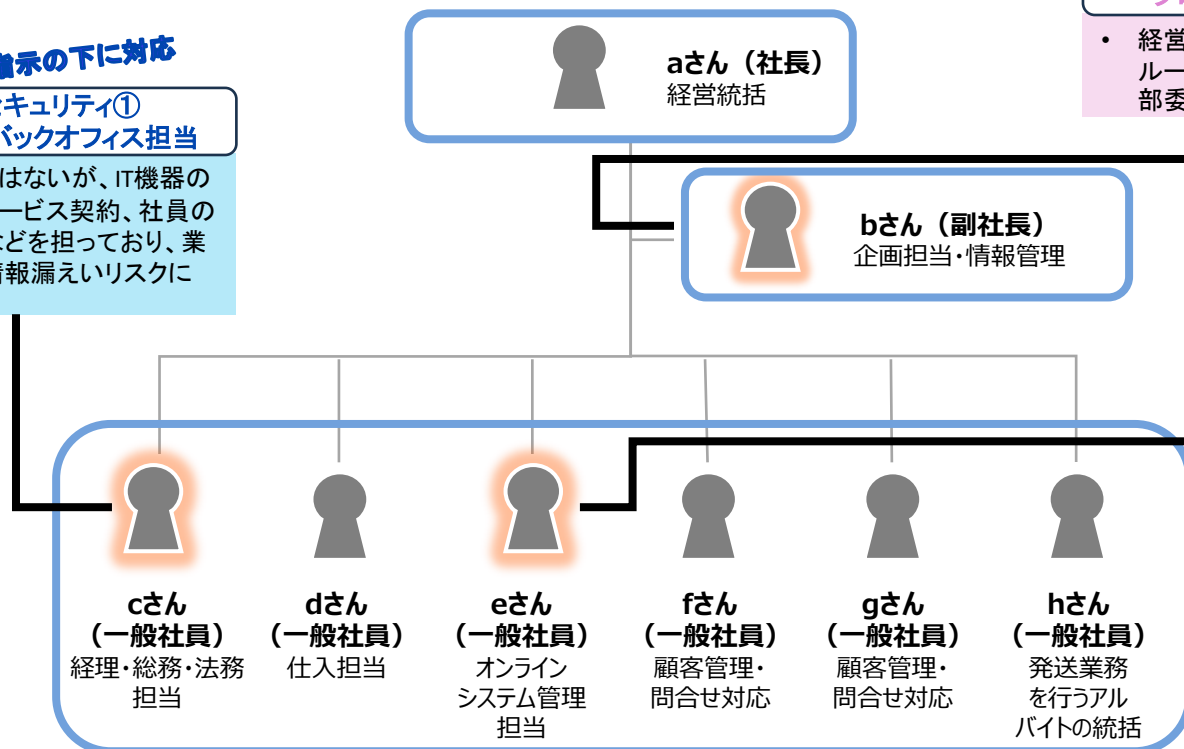 指示の下に対応
キュリティ①
バックオフィス担当
はないが、IT機器の
ービス契約、社員の
などを担っており、業
情報漏えいリスクに
aさん（社長）
経営統括
• 経営
ルー
部委
bさん（副社長）
企画担当・情報管理
cさん
（一般社員）
経理・総務・法務
担当
dさん
（一般社員）
仕入担当
eさん
（一般社員）
オンライン
システム管理
担当
fさん
（一般社員）
顧客管理・
問合せ対応
gさん
（一般社員）
顧客管理・
問合せ対応
hさん
（一般社員）
発送業務
を行うアル
バイトの統括